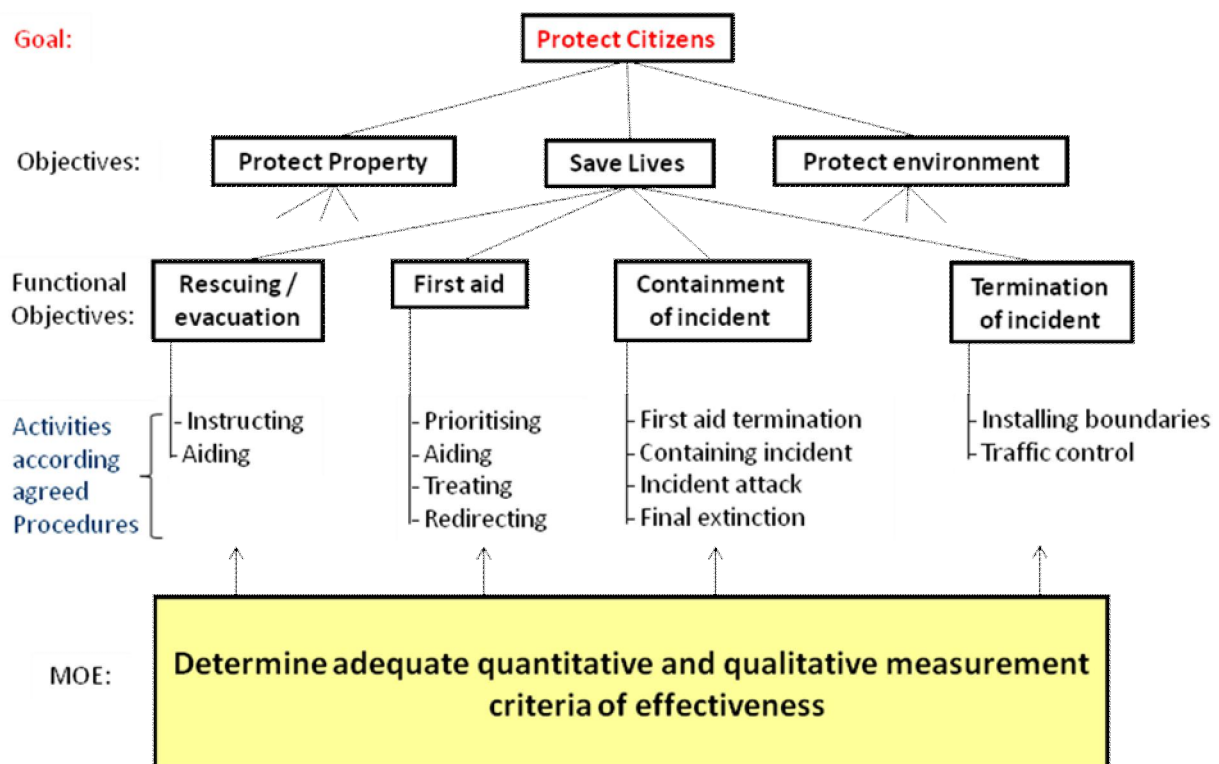 Goal:
Protect Citizens
Objectives:
Protect Property
Save Lives
Protect environment
Functional
Objectives:
Rescuing /
evacuation
First aid
Containment
of incident
Termination
of incident
Activities
according
agreed
Procedures
- Instructing
- Aiding
- Prioritising
- Aiding
- Treating
- Redirecting
- First aid termination
- Containing incident
- Incident attack
- Final extinction
- Installing boundaries
- Traffic control
MOE:
Determine adequate quantitative and qualitative measurement
criteria of effectiveness